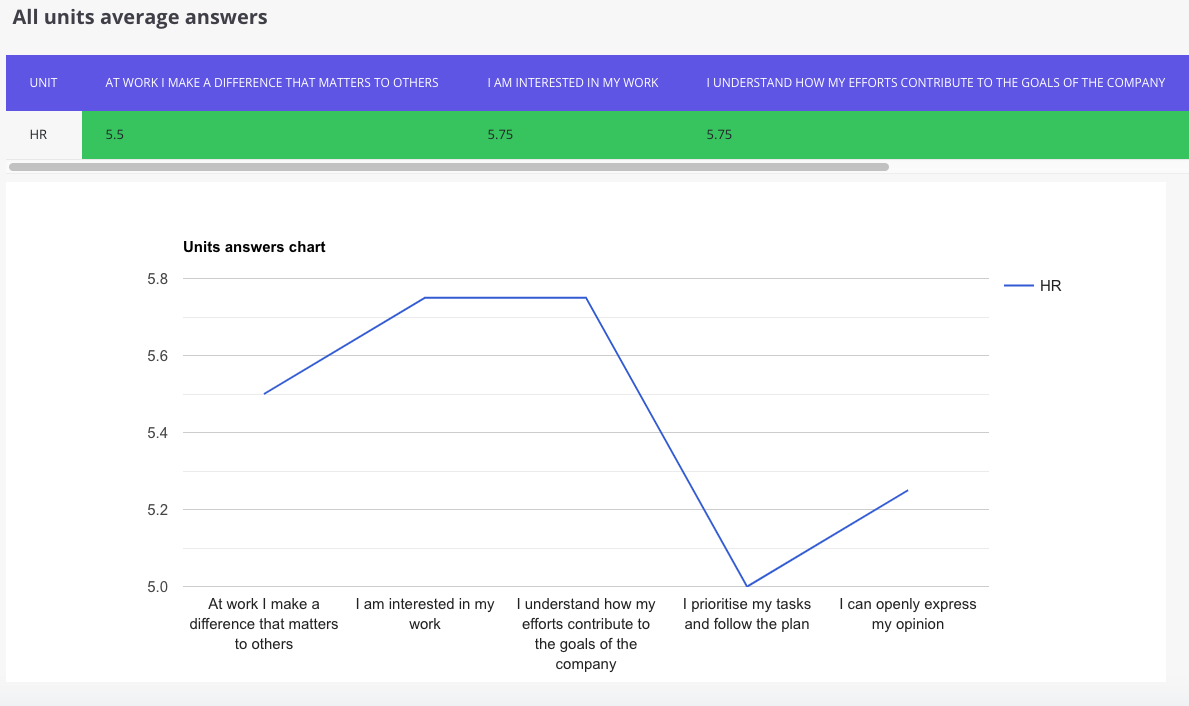 All units average answers
UNIT AT WORK I MAKE A DIFFERENCE THAT MATTERS TO OTHERS I AM INTERESTED IN MY WORK I UNDERSTAND HOW MY EFFORTS CONTRIBUTE TO THE GOALS OF THE COMPANY
HR 5.5 5.75 5.75
Units answers chart
5.8
HR
5.6
5.4
5.2
5.0
At work I make a
difference that matters
to others
I am interested in my
work
I understand how my
efforts contribute to
the goals of the
company
I prioritise my tasks
and follow the plan
I can openly express
my opinion